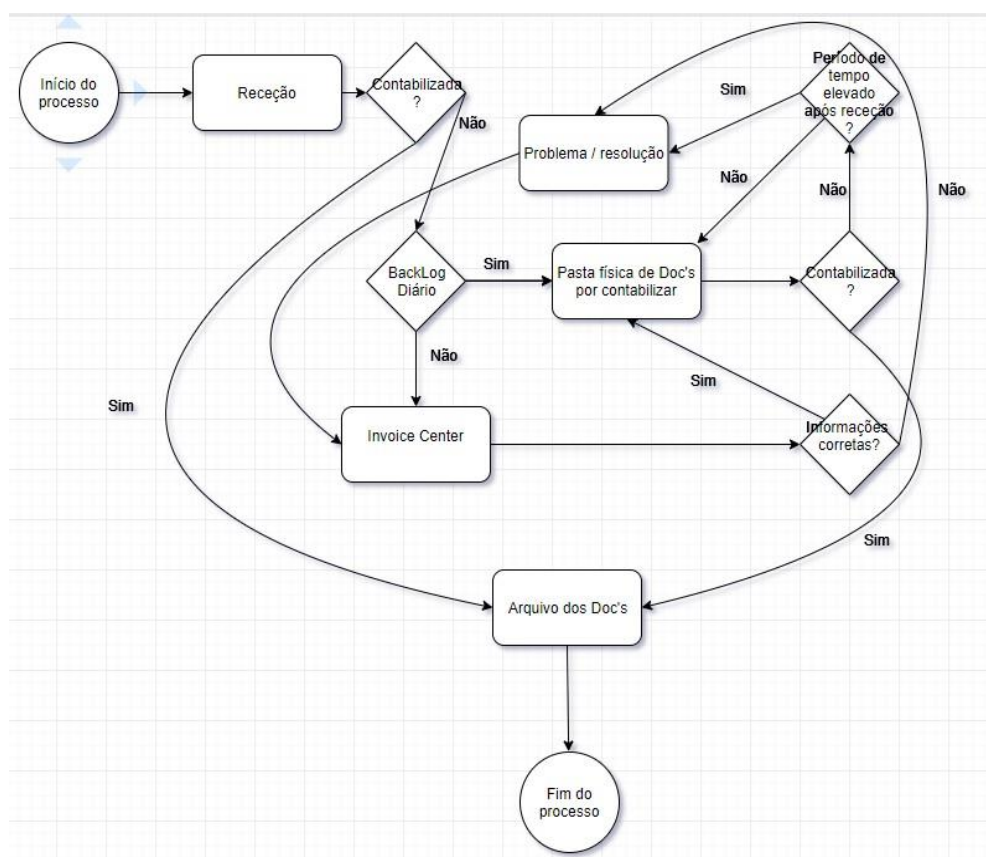 Início do
processo
Receção
Contabilizada
?
Não
Sim
BackLog
Diário
Sim
Não
Problema / resolução
Sim
Período de
tempo
elevado
após receção
?
Não
Não
Não
Pasta física de Doc's
por contabilizar
Contabilizada
?
Sim
Invoice Center
Informações
corretas?
Sim
Arquivo dos Doc's
Fim do
processo